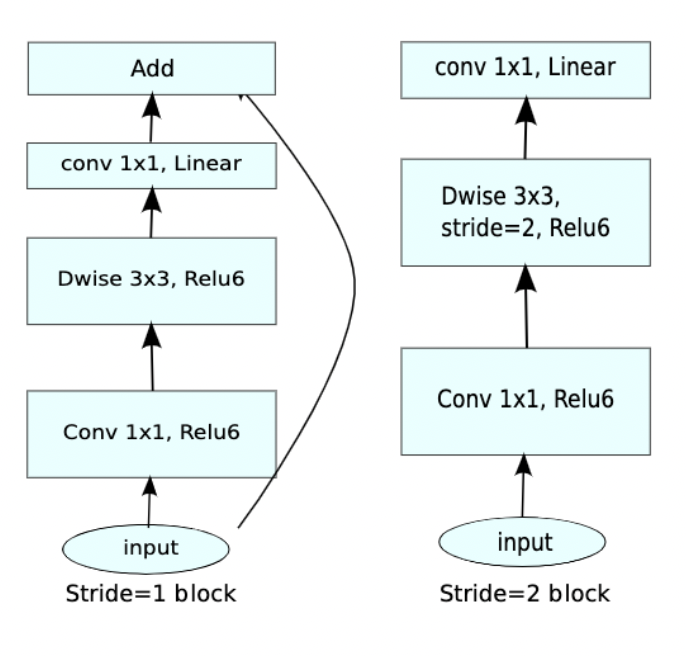 Add
conv 1x1, Linear
Dwise 3x3, Relu6
Conv 1x1, Relu6
input
Stride=1 block
conv 1x1, Linear
Dwise 3x3,
stride=2, Relu6
Conv 1x1, Relu6
input
Stride=2 block